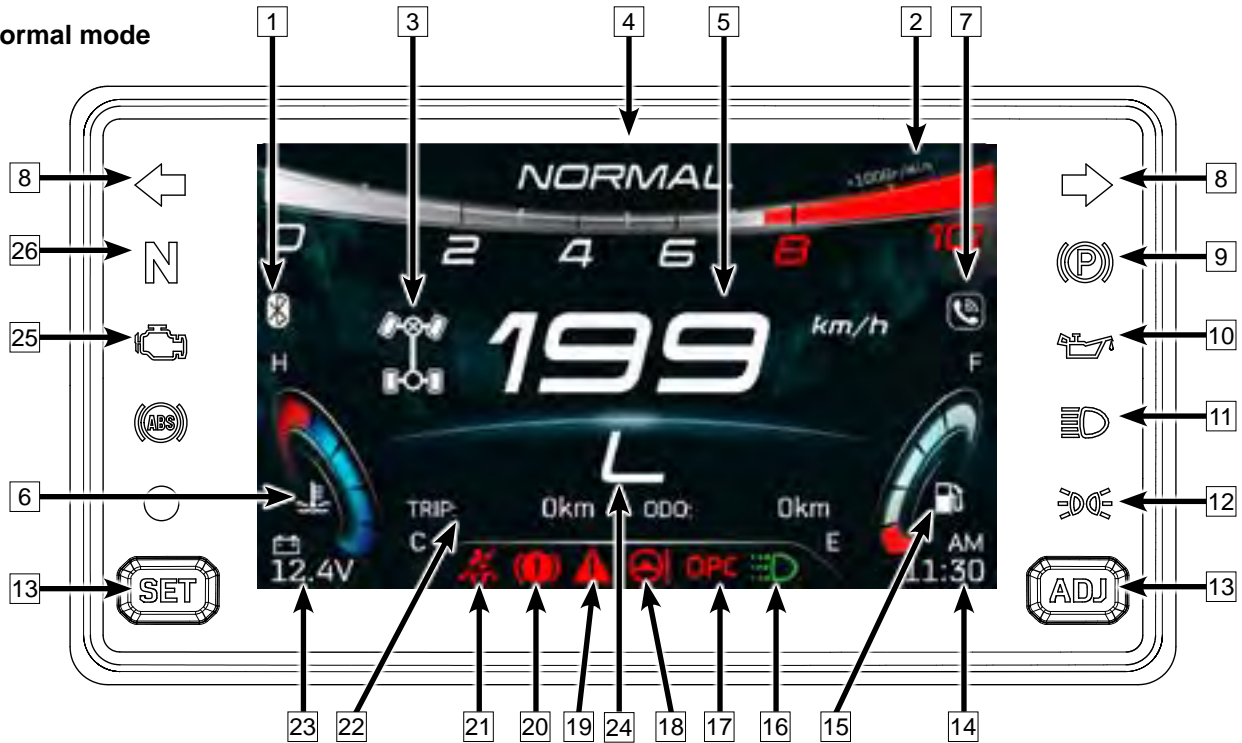 1 3 4 5 2 7
ormal mode
NORMAL
8 8
0 2 4 6 8
26 N P 9
199 km/h
25 10
H F
ABS 11
L
6 12
TRIP: 0km ODO: 0km
C E AM
12.4V OPC 11:30
13 SET ADJ 13
23 22 21 20 19 24 18 17 16 15 14